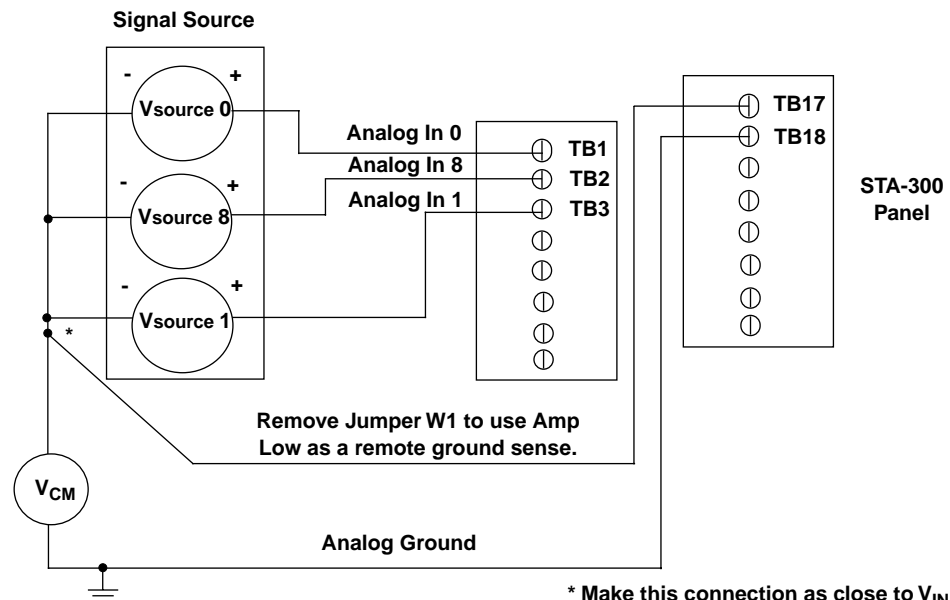 Signal Source
- +
Vsource 0
- +
Vsource 8
- +
Vsource 1
*
Analog In 0
Analog In 8
Analog In 1
TB1
TB2
TB3
TB17
TB18
STA-300
Panel
Remove Jumper W1 to use Amp
Low as a remote ground sense.
VCM
Analog Ground
* Make this connection as close to VIN